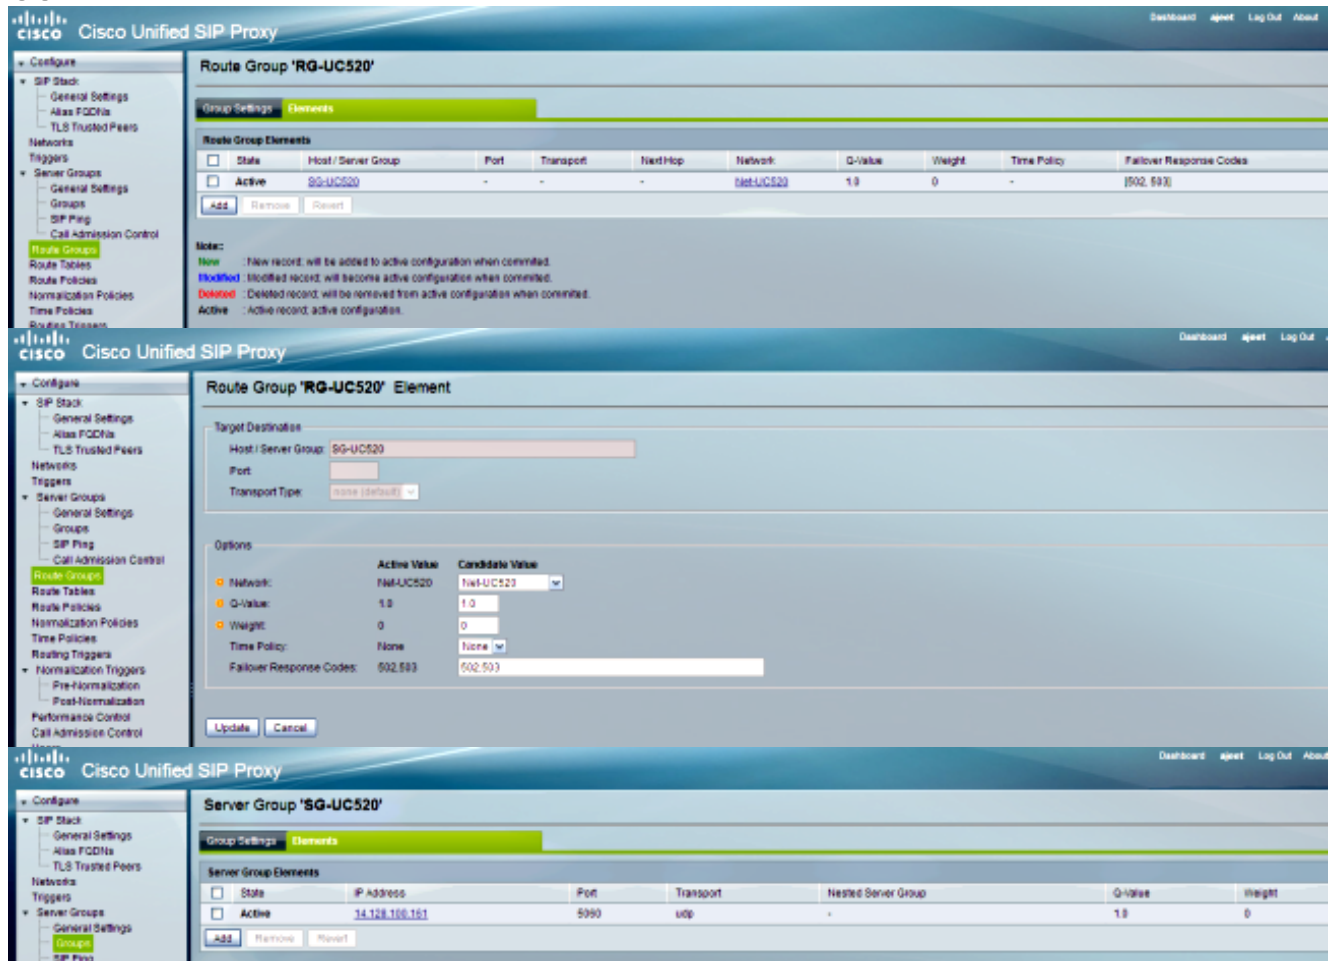 Dashboard ajeet Log Out About
cisco Cisco Unified SIP Proxy
Configure
SIP Stack
General Settings
Alias FQDNs
TLS Trusted Peers
Networks
Triggers
Server Groups
General Settings
Groups
SIP Ping
Call Admission Control
Route Groups
Route Tables
Route Policies
Normalization Policies
Time Policies
Routing Triggers
Route Group 'RG-UC520'
Group Settings Elements
Route Group Elements
State Host / Server Group Port Transport Next Hop Network Q-Value Weight Time Policy Failover Response Codes
Active SG-UC520 - - - Net-UC520 1.0 0 - [502, 503]
Add Remove Revert
Note::
New : New record; will be added to active configuration when commited.
Modified : Modified record; will become active configuration when commited.
Deleted : Deleted record; will be removed from active configuration when commited.
Active : Active record; active configuration.
Dashboard ajeet Log Out
cisco Cisco Unified SIP Proxy
Configure
SIP Stack
General Settings
Alias FQDNs
TLS Trusted Peers
Networks
Triggers
Server Groups
General Settings
Groups
SIP Ping
Call Admission Control
Route Groups
Route Tables
Route Policies
Normalization Policies
Time Policies
Routing Triggers
Normalization Triggers
Pre-Normalization
Post-Normalization
Performance Control
Call Admission Control
Route Group 'RG-UC520' Element
Target Destination
Host / Server Group: SG-UC520
Port:
Transport Type: none (default)
Options
Active Value Candidate Value
Network: Net-UC520 Net-UC520
Q-Value: 1.0 1.0
Weight: 0 0
Time Policy: None None
Failover Response Codes: 502,503 502,503
Update Cancel
Dashboard ajeet Log Out About
cisco Cisco Unified SIP Proxy
Configure
SIP Stack
General Settings
Alias FQDNs
TLS Trusted Peers
Networks
Triggers
Server Groups
General Settings
Groups
SIP Ping
Server Group 'SG-UC520'
Group Settings Elements
Server Group Elements
State IP Address Port Transport Nested Server Group Q-Value Weight
Active 14.128.100.161 5060 udp - 1.0 0
Add Remove Revert